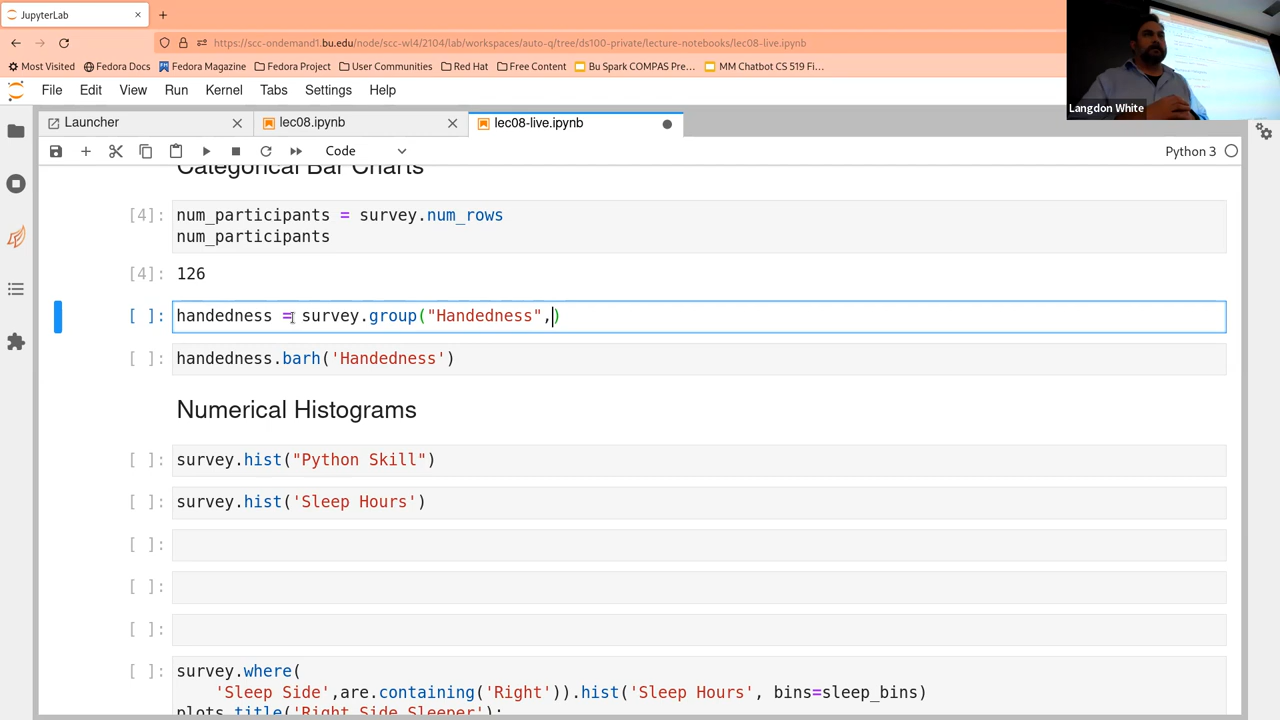 JupyterLab
https://scc-ondemand1.bu.edu/node/scc-wl4/2104/lab/workspaces/auto-q/tree/ds100-private/lecture-notebooks/lec08-live.ipynb
Most Visited Fedora Docs Fedora Magazine Fedora Project User Communities Red Hat Free Content Bu Spark COMPAS Pre… MM Chatbot CS 519 Fi…
Langdon White
File Edit View Run Kernel Tabs Settings Help
Launcher lec08.ipynb lec08-live.ipynb
Code Python 3
Categorical Bar Charts
[4]: num_participants = survey.num_rows
num_participants
[4]: 126
[ ]: handedness = survey.group("Handedness",)
[ ]: handedness.barh('Handedness')
Numerical Histograms
[ ]: survey.hist("Python Skill")
[ ]: survey.hist('Sleep Hours')
[ ]:
[ ]:
[ ]:
[ ]: survey.where(
'Sleep Side',are.containing('Right')).hist('Sleep Hours', bins=sleep_bins)
plots.title('Right Side Sleeper');